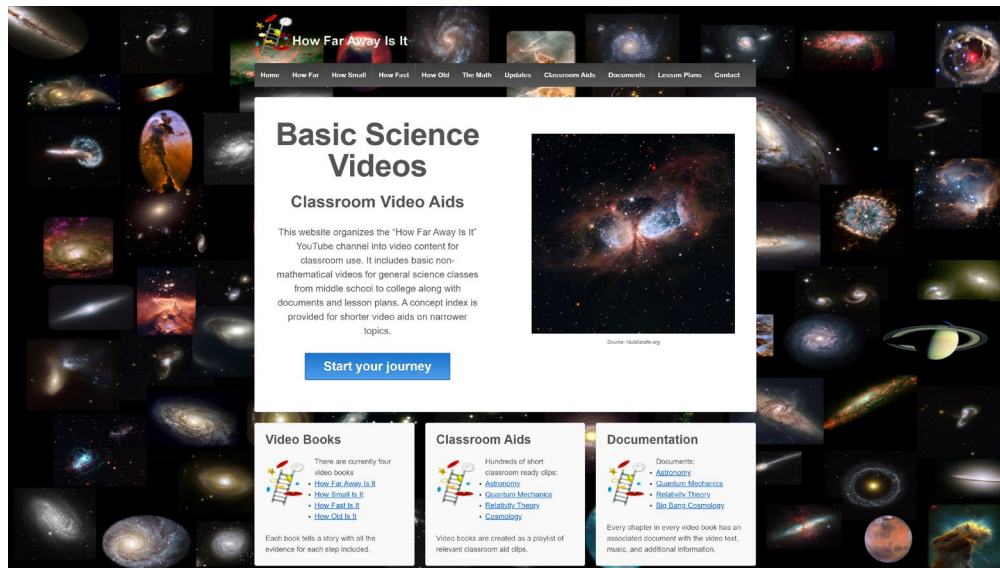 How Far Away Is It
Home How Far How Small How Fast How Old The Math Updates Classroom Aids Documents Lesson Plans Contact
Basic Science
Videos
Classroom Video Aids
This website organizes the “How Far Away Is It”
YouTube channel into video content for
classroom use. It includes basic non-
mathematical videos for general science classes
from middle school to college along with
documents and lesson plans. A concept index is
provided for shorter video aids on narrower
topics.
Start your journey
Source: Hubblesite.org
Video Books
There are currently four
video books
• How Far Away Is It
• How Small Is It
• How Fast Is It
• How Old Is It
Each book tells a story with all the
evidence for each step included.
Classroom Aids
Hundreds of short
classroom ready clips:
• Astronomy
• Quantum Mechanics
• Relativity Theory
• Cosmology
Video books are created as a playlist of
relevant classroom aid clips.
Documentation
Documents:
• Astronomy
• Quantum Mechanics
• Relativity Theory
• Big Bang Cosmology
Every chapter in every video book has an
associated document with the video text,
music, and additional information.